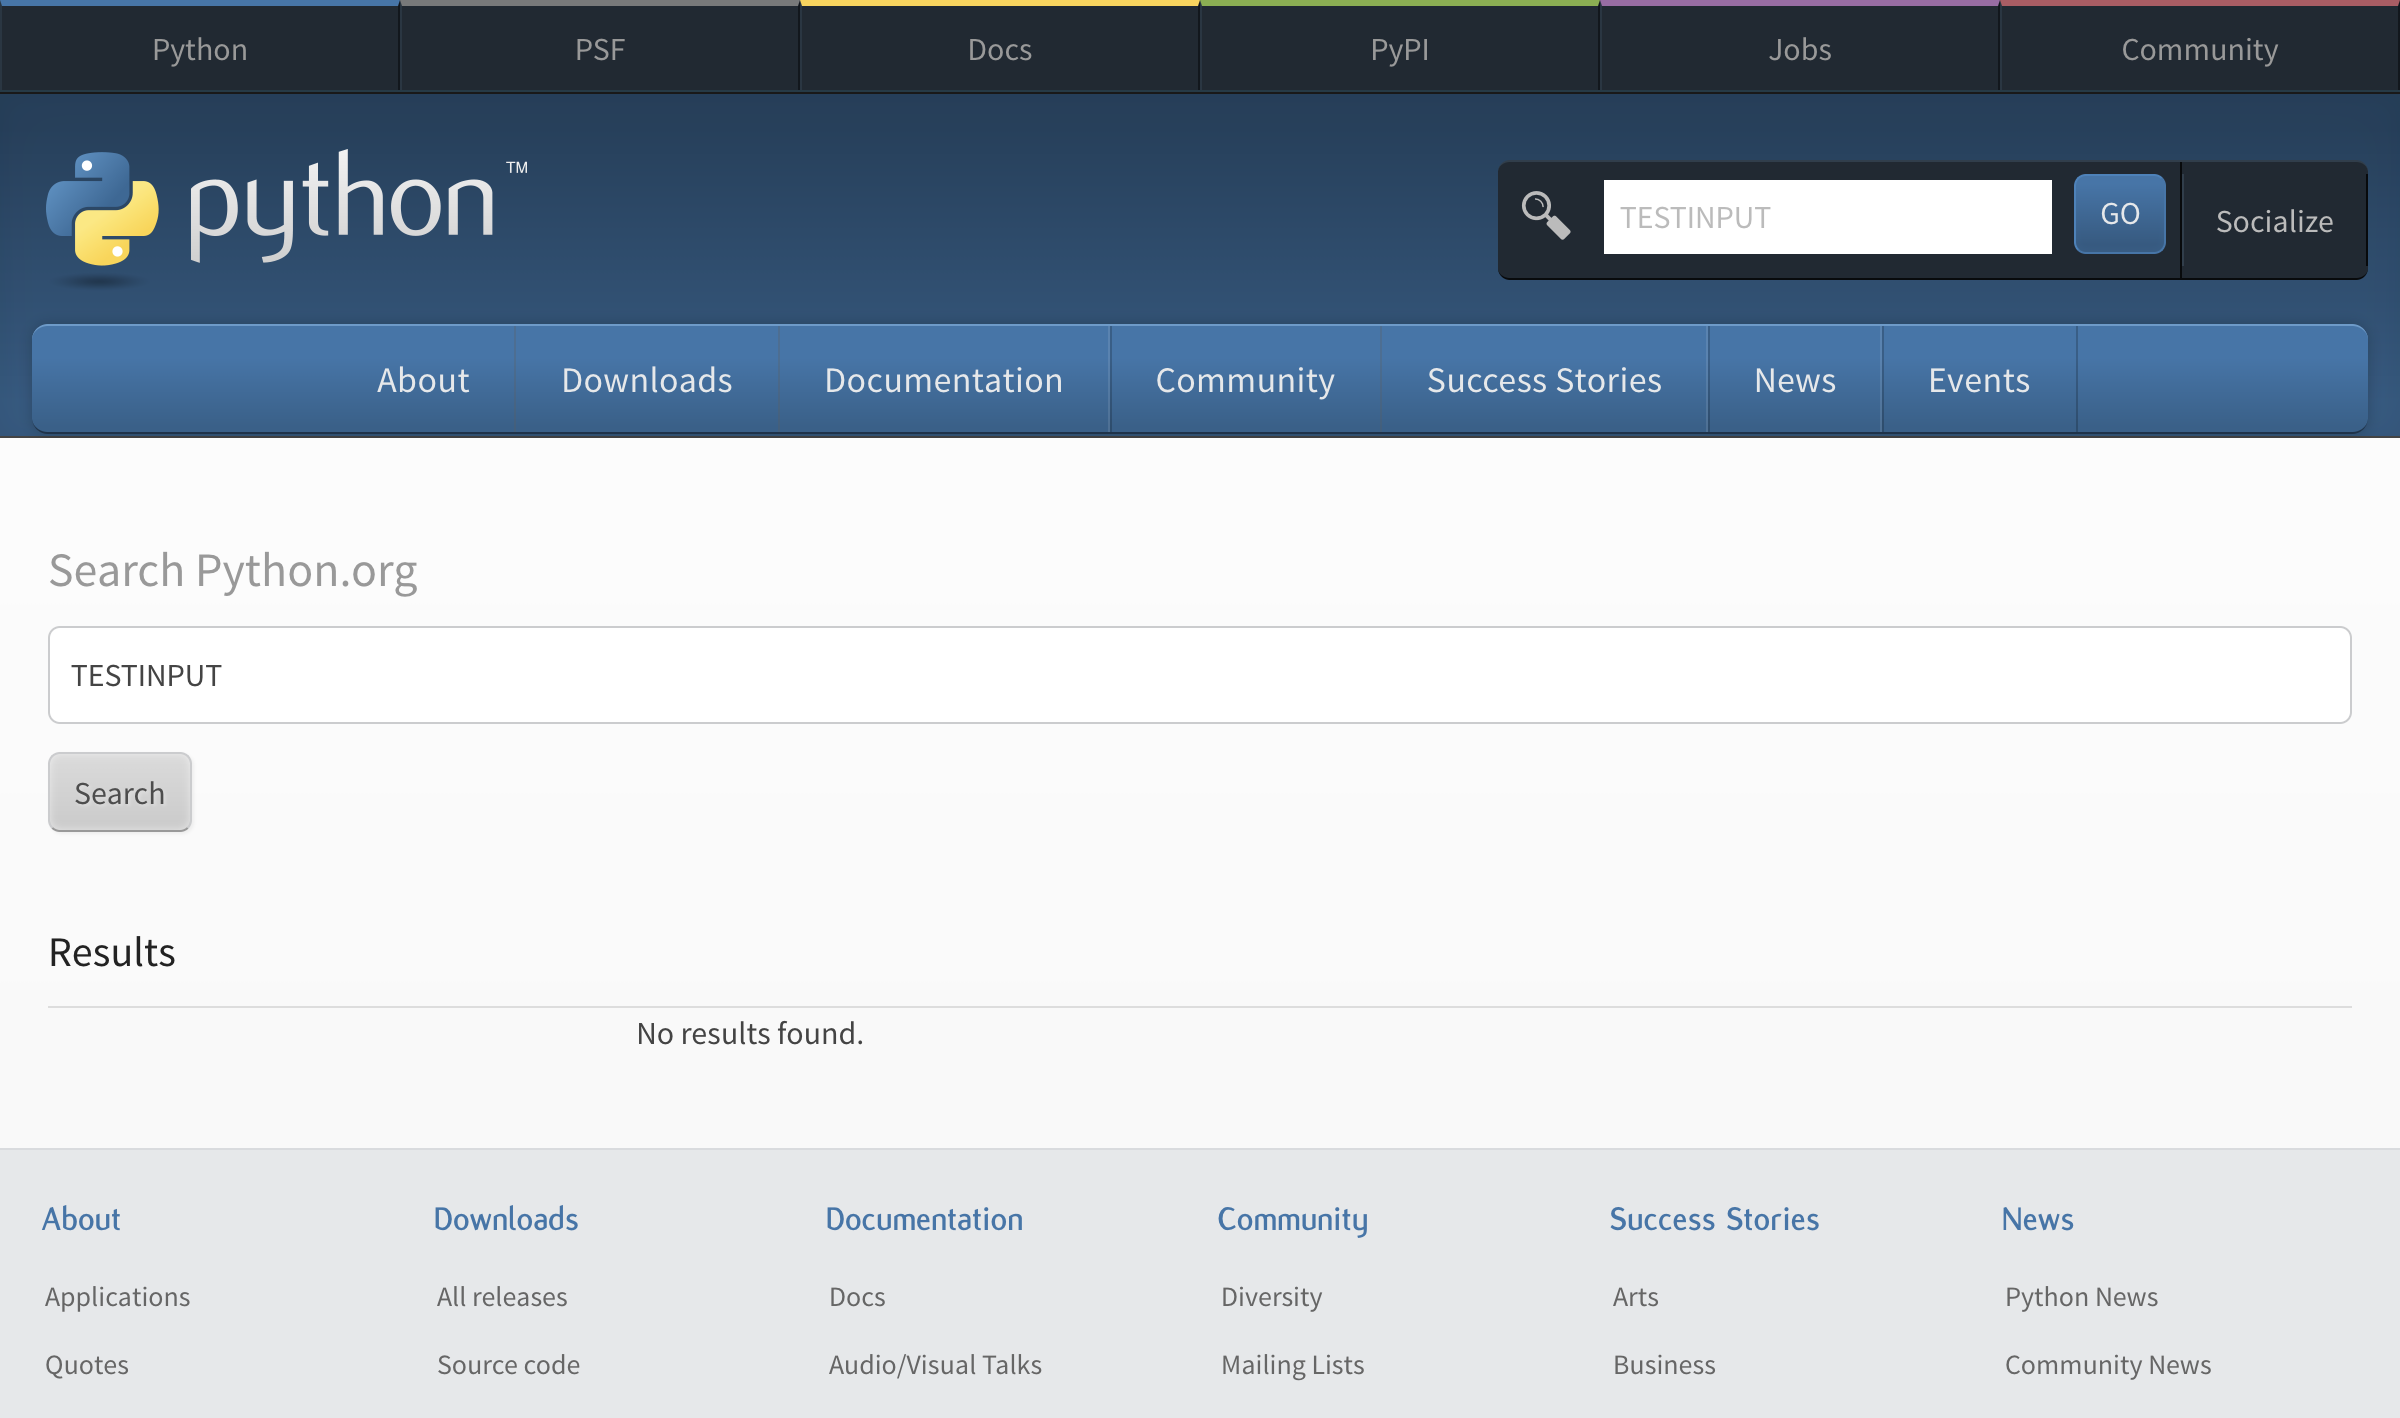 Python PSF Docs PyPI Jobs Community
python™
TESTINPUT GO Socialize
About Downloads Documentation Community Success Stories News Events
Search Python.org
TESTINPUT
Search
Results
No results found.
About Downloads Documentation Community Success Stories News
Applications All releases Docs Diversity Arts Python News
Quotes Source code Audio/Visual Talks Mailing Lists Business Community News